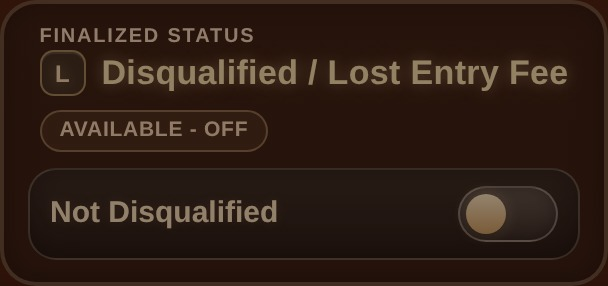 FINALIZED STATUS
L Disqualified / Lost Entry Fee
AVAILABLE - OFF
Not Disqualified